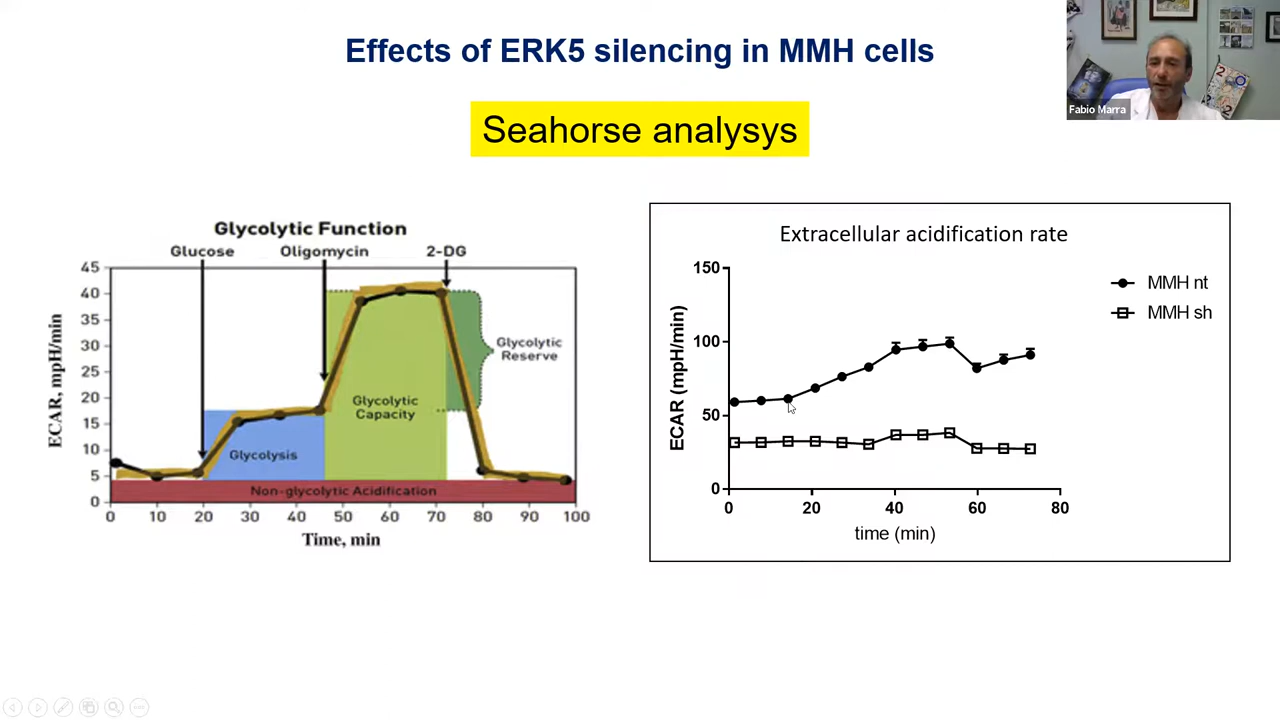 Effects of ERK5 silencing in MMH cells
Fabio Marra
Seahorse analysys
Glycolytic Function
Glucose
Oligomycin
2-DG
45
40
35
30
25
20
15
10
5
0
ECAR, mpH/min
Glycolytic
Reserve
Glycolytic
Capacity
Glycolysis
Non-glycolytic Acidification
0 10 20 30 40 50 60 70 80 90 100
Time, min
Extracellular acidification rate
150
100
50
0
ECAR (mpH/min)
MMH nt
MMH sh
0 20 40 60 80
time (min)